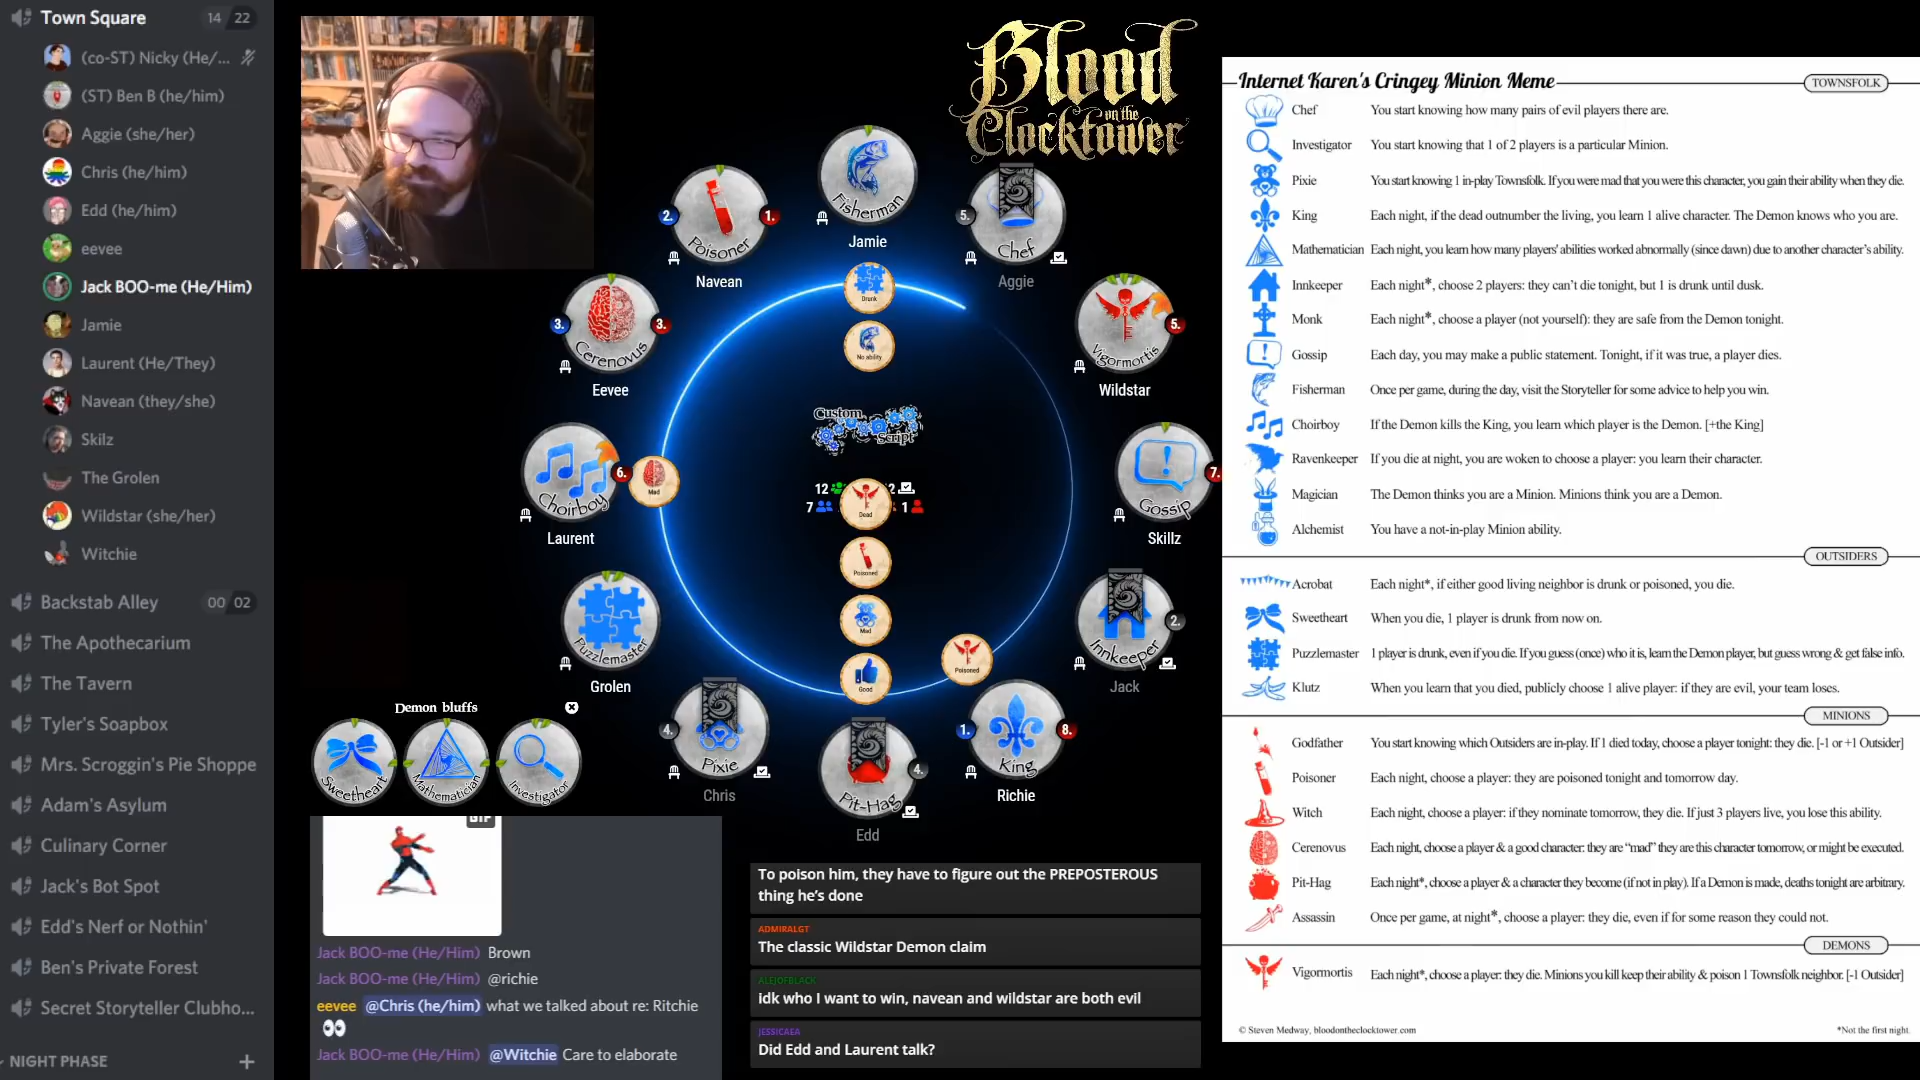 Town Square 14 22
(co-ST) Nicky (He/...
(ST) Ben B (he/him)
Aggie (she/her)
Chris (he/him)
Edd (he/him)
eevee
Jack BOO-me (He/Him)
Jamie
Laurent (He/They)
Navean (they/she)
Skilz
The Grolen
Wildstar (she/her)
Witchie
Backstab Alley 00 02
The Apothecarium
The Tavern
Tyler's Soapbox
Mrs. Scroggin's Pie Shoppe
Adam's Asylum
Culinary Corner
Jack's Bot Spot
Edd's Nerf or Nothin'
Ben's Private Forest
Secret Storyteller Clubho...
NIGHT PHASE +
Blood
on the
Clocktower
Fisherman
Jamie
Chef
5.
Aggie
Vigormortis
5.
Wildstar
Gossip
7.
Skillz
Innkeeper
2.
Jack
King
1. 8.
Richie
Pit-Hag
4.
Edd
Pixie
4.
Chris
Puzzlemaster
Grolen
Choirboy
6.
Laurent
Cerenovus
3. 3.
Eevee
Poisoner
2. 1.
Navean
Drunk
No ability
Custom
Script
12 2
7 1
Dead
Poisoned
Mad
Good
Mad
Poisoned
Demon bluffs
Sweetheart
Mathematician
Investigator
GIF
Jack BOO-me (He/Him) Brown
Jack BOO-me (He/Him) @richie
eevee @Chris (he/him) what we talked about re: Ritchie
👀
Jack BOO-me (He/Him) @Witchie Care to elaborate
To poison him, they have to figure out the PREPOSTEROUS
thing he's done
ADMIRALGT
The classic Wildstar Demon claim
ALEJOFBLACK
idk who I want to win, navean and wildstar are both evil
JESSICAEA
Did Edd and Laurent talk?
Internet Karen's Cringey Minion Meme
TOWNSFOLK
Chef You start knowing how many pairs of evil players there are.
Investigator You start knowing that 1 of 2 players is a particular Minion.
Pixie You start knowing 1 in-play Townsfolk. If you were mad that you were this character, you gain their ability when they die.
King Each night, if the dead outnumber the living, you learn 1 alive character. The Demon knows who you are.
Mathematician Each night, you learn how many players' abilities worked abnormally (since dawn) due to another character's ability.
Innkeeper Each night*, choose 2 players: they can't die tonight, but 1 is drunk until dusk.
Monk Each night*, choose a player (not yourself): they are safe from the Demon tonight.
Gossip Each day, you may make a public statement. Tonight, if it was true, a player dies.
Fisherman Once per game, during the day, visit the Storyteller for some advice to help you win.
Choirboy If the Demon kills the King, you learn which player is the Demon. [+the King]
Ravenkeeper If you die at night, you are woken to choose a player: you learn their character.
Magician The Demon thinks you are a Minion. Minions think you are a Demon.
Alchemist You have a not-in-play Minion ability.
OUTSIDERS
Acrobat Each night*, if either good living neighbor is drunk or poisoned, you die.
Sweetheart When you die, 1 player is drunk from now on.
Puzzlemaster 1 player is drunk, even if you die. If you guess (once) who it is, learn the Demon player, but guess wrong & get false info.
Klutz When you learn that you died, publicly choose 1 alive player: if they are evil, your team loses.
MINIONS
Godfather You start knowing which Outsiders are in-play. If 1 died today, choose a player tonight: they die. [-1 or +1 Outsider]
Poisoner Each night, choose a player: they are poisoned tonight and tomorrow day.
Witch Each night, choose a player: if they nominate tomorrow, they die. If just 3 players live, you lose this ability.
Cerenovus Each night, choose a player & a good character: they are "mad" they are this character tomorrow, or might be executed.
Pit-Hag Each night*, choose a player & a character they become (if not in play). If a Demon is made, deaths tonight are arbitrary.
Assassin Once per game, at night*, choose a player: they die, even if for some reason they could not.
DEMONS
Vigormortis Each night*, choose a player: they die. Minions you kill keep their ability & poison 1 Townsfolk neighbor. [-1 Outsider]
© Steven Medway, bloodontheclocktower.com *Not the first night.